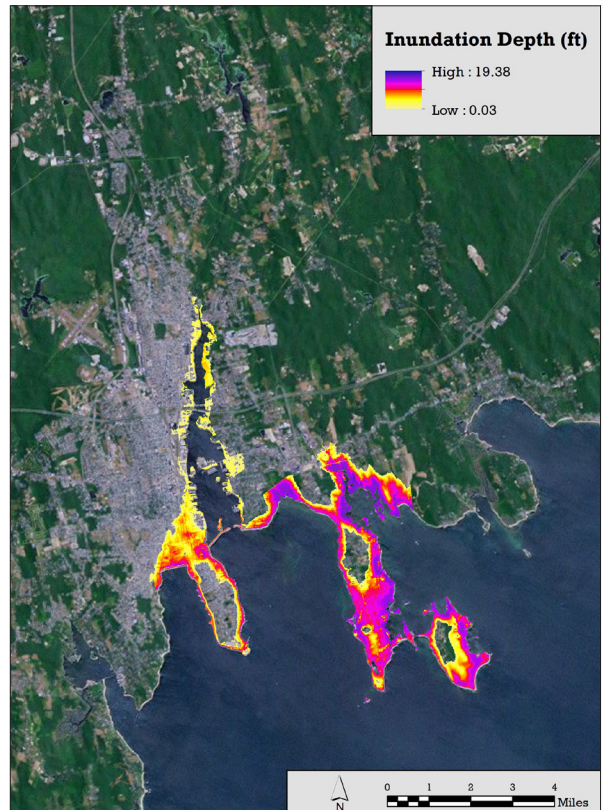 Inundation Depth (ft)
High : 19.38
Low : 0.03
N
0 1 2 3 4
Miles